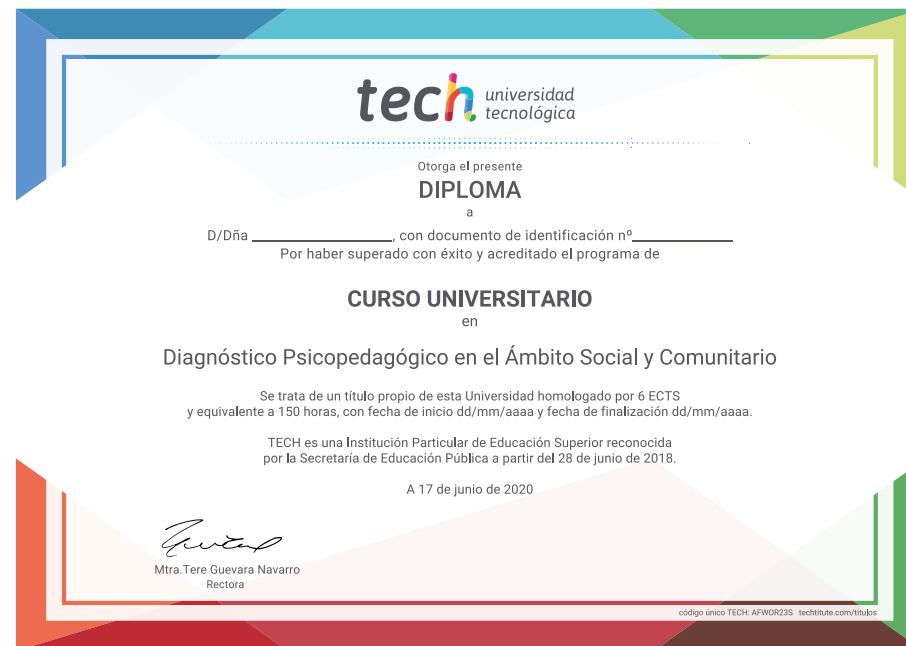 tech universidad
tecnológica
Otorga el presente
DIPLOMA
a
D/Dña ________________, con documento de identificación nº____________
Por haber superado con éxito y acreditado el programa de
CURSO UNIVERSITARIO
en
Diagnóstico Psicopedagógico en el Ámbito Social y Comunitario
Se trata de un título propio de esta Universidad homologado por 6 ECTS
y equivalente a 150 horas, con fecha de inicio dd/mm/aaaa y fecha de finalización dd/mm/aaaa.
TECH es una Institución Particular de Educación Superior reconocida
por la Secretaría de Educación Pública a partir del 28 de junio de 2018.
A 17 de junio de 2020
Mtra.Tere Guevara Navarro
Rectora
código único TECH: AFWOR23S techtitute.com/titulos